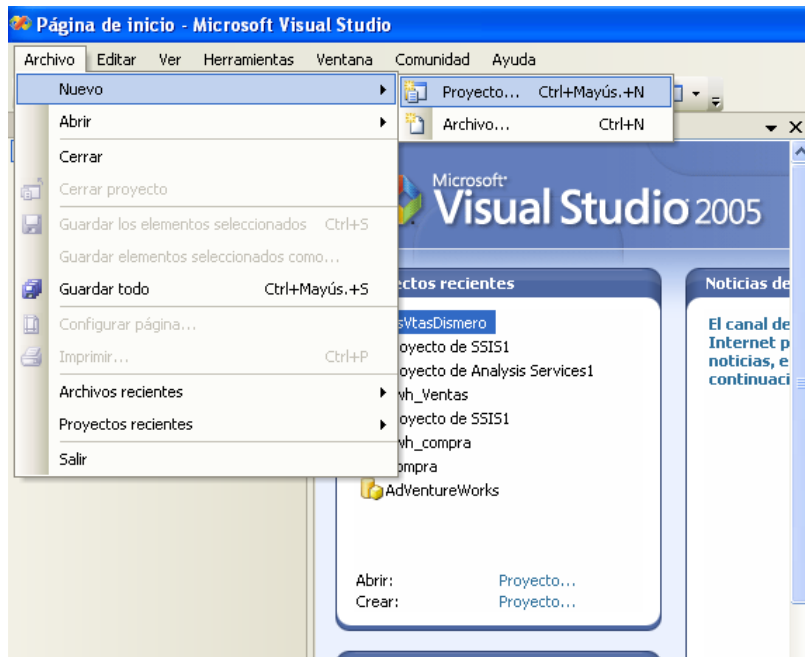 Página de inicio - Microsoft Visual Studio
Archivo Editar Ver Herramientas Ventana Comunidad Ayuda
Nuevo
Proyecto... Ctrl+Mayús.+N
Abrir
Archivo... Ctrl+N
Cerrar
Cerrar proyecto
Guardar los elementos seleccionados Ctrl+S
Guardar elementos seleccionados como...
Guardar todo Ctrl+Mayús.+S
Configurar página...
Imprimir... Ctrl+P
Archivos recientes
Proyectos recientes
Salir
Microsoft
Visual Studio 2005
ctos recientes
sVtasDismero
oyecto de SSIS1
oyecto de Analysis Services1
wh_Ventas
oyecto de SSIS1
wh_compra
ompra
AdVentureWorks
Abrir: Proyecto...
Crear: Proyecto...
Noticias de
El canal de
Internet p
noticias, e
continuaci